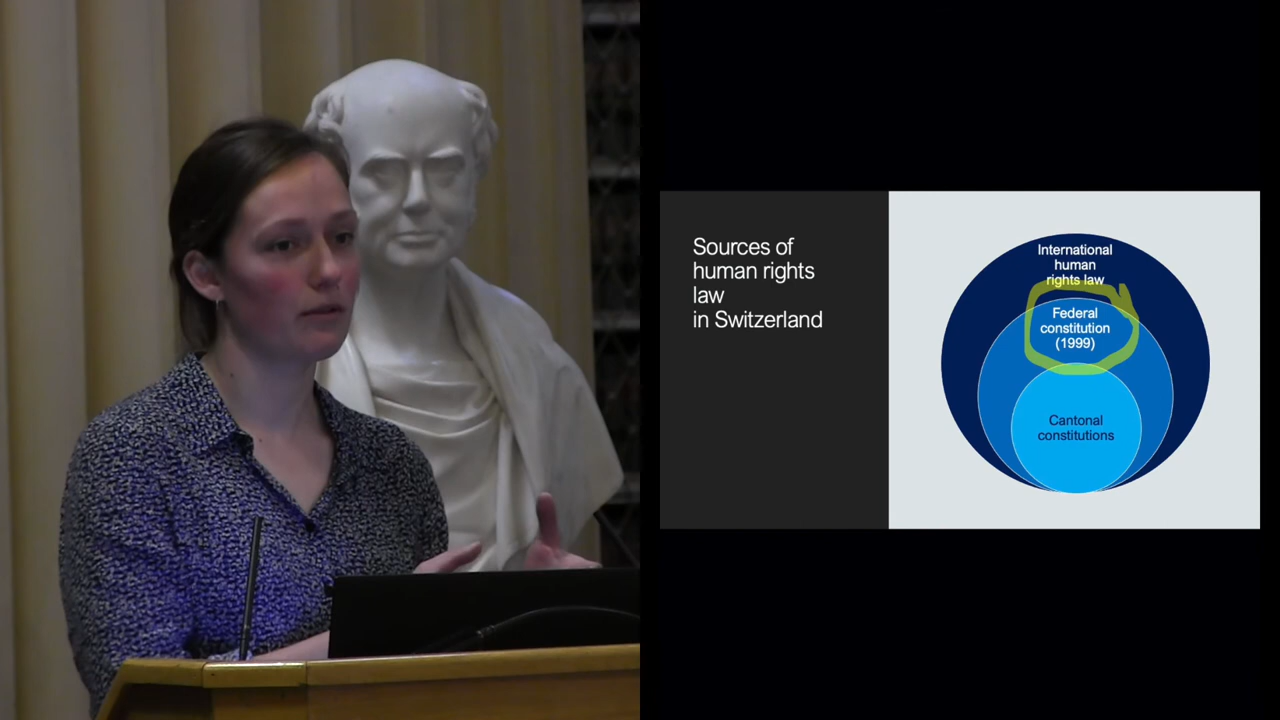 Sources of
human rights
law
in Switzerland
International
human
rights law
Federal
constitution
(1999)
Cantonal
constitutions